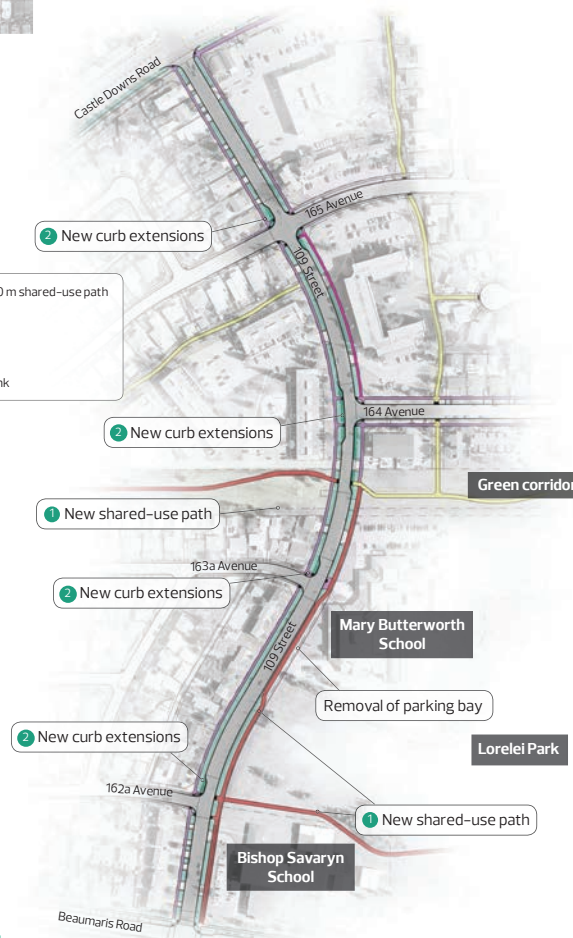 Castle Downs Road
165 Avenue
2 New curb extensions
109 Street
m shared-use path
164 Avenue
2 New curb extensions
Green corridor
1 New shared-use path
163a Avenue
2 New curb extensions
Mary Butterworth
School
109 Street
Removal of parking bay
2 New curb extensions
Lorelei Park
162a Avenue
1 New shared-use path
Bishop Savaryn
School
Beaumaris Road